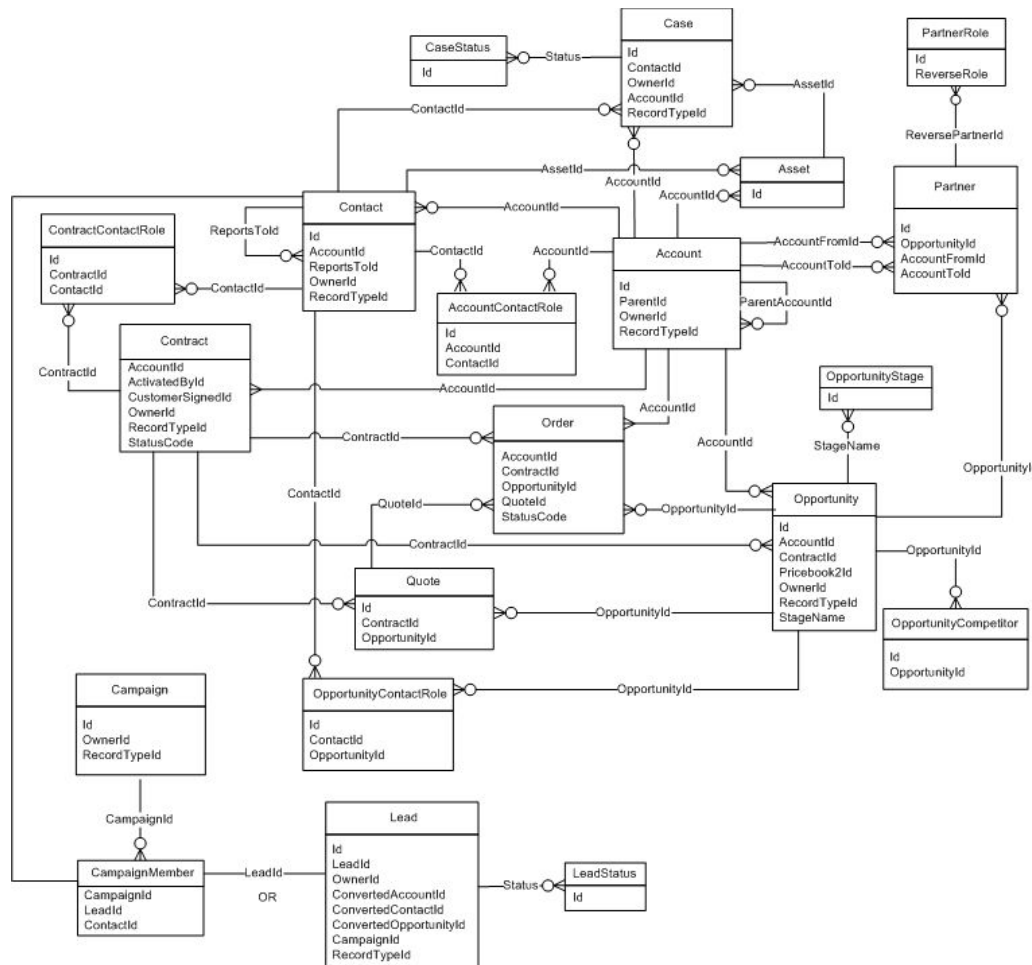 Case
Id
ContactId
OwnerId
AccountId
RecordTypeId
CaseStatus
Id
Status
PartnerRole
Id
ReverseRole
AssetId
ContactId
ReversePartnerId
AssetId
Asset
Id
AccountId
AccountId
Partner
Id
OpportunityId
AccountFromId
AccountToId
Contact
Id
AccountId
ReportsToId
OwnerId
RecordTypeId
ReportsToId
AccountId
ContractContactRole
Id
ContractId
ContactId
ContactId
ContactId
AccountId
Account
Id
ParentId
OwnerId
RecordTypeId
AccountFromId
AccountToId
ParentAccountId
AccountContactRole
Id
AccountId
ContactId
Contract
AccountId
ActivatedById
CustomerSignedId
OwnerId
RecordTypeId
StatusCode
ContractId
AccountId
AccountId
OpportunityStage
Id
Order
AccountId
ContractId
OpportunityId
QuoteId
StatusCode
ContractId
AccountId
StageName
OpportunityId
ContactId
QuoteId
OpportunityId
Opportunity
Id
AccountId
ContractId
Pricebook2Id
OwnerId
RecordTypeId
StageName
ContractId
OpportunityId
Quote
Id
ContractId
OpportunityId
ContractId
OpportunityId
OpportunityCompetitor
Id
OpportunityId
OpportunityContactRole
Id
ContactId
OpportunityId
OpportunityId
Campaign
Id
OwnerId
RecordTypeId
CampaignId
Lead
Id
LeadId
OwnerId
ConvertedAccountId
ConvertedContactId
ConvertedOpportunityId
CampaignId
RecordTypeId
CampaignMember
CampaignId
LeadId
ContactId
LeadId
OR
Status
LeadStatus
Id